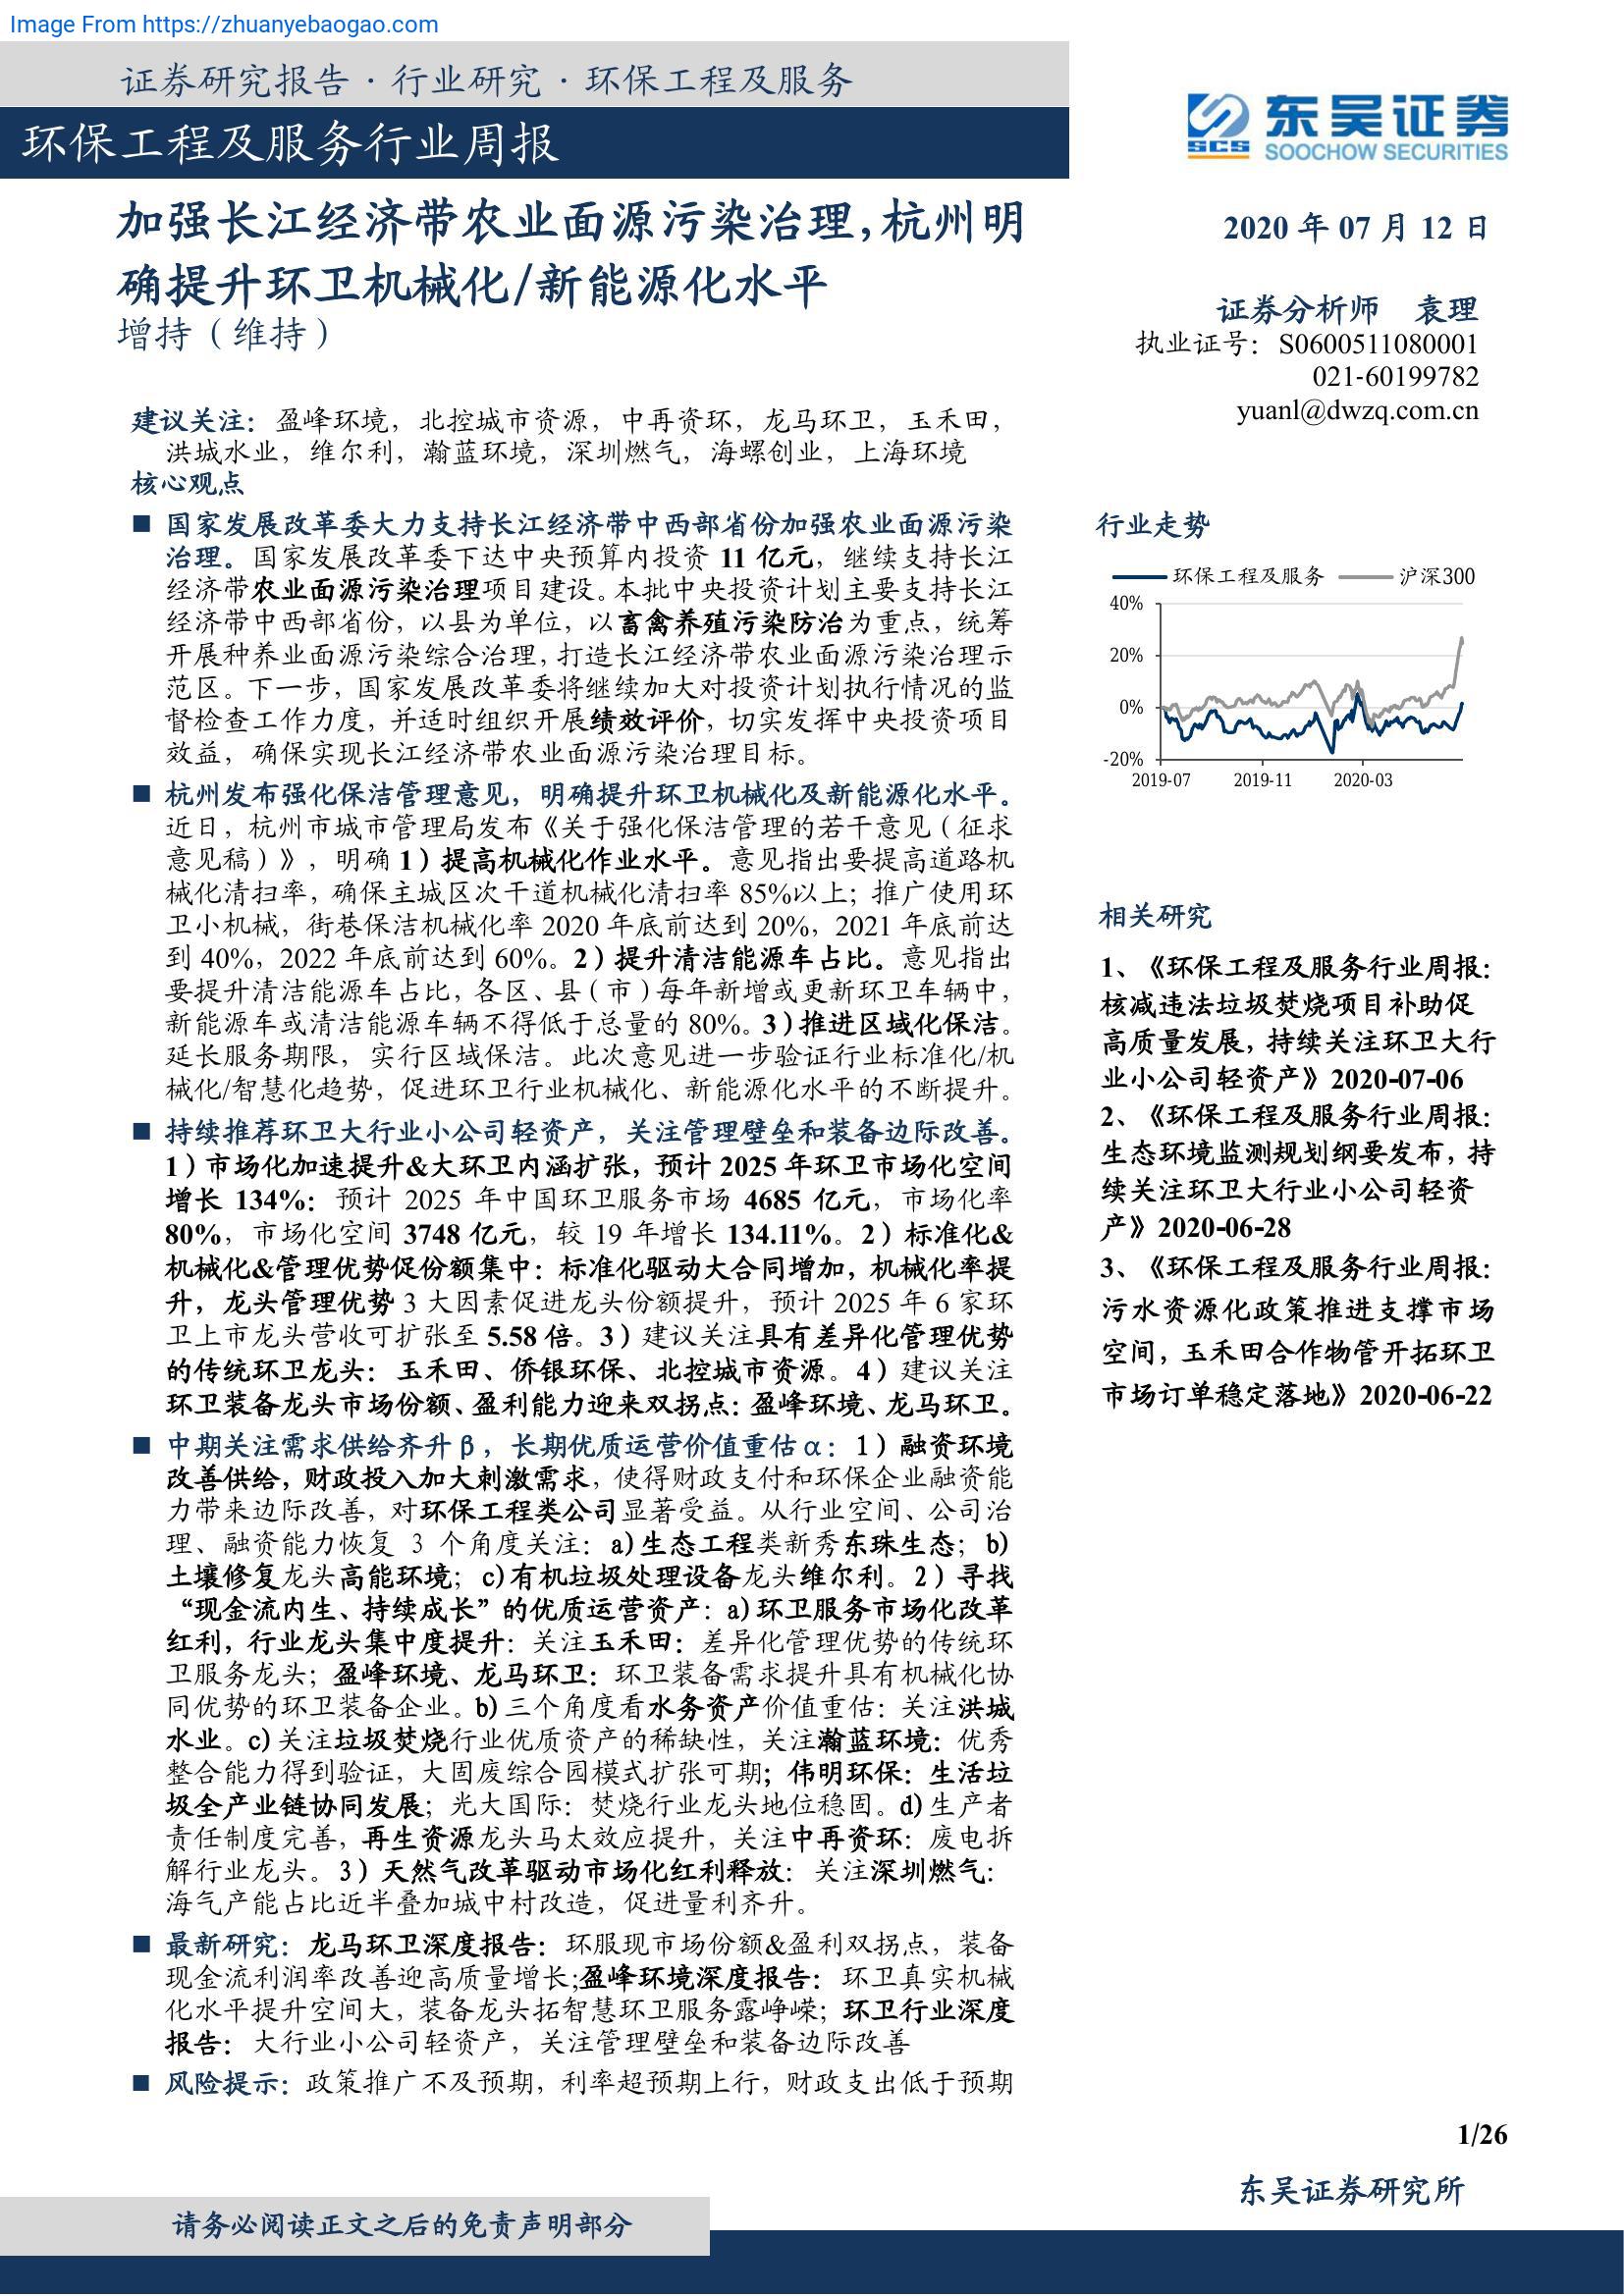 Image From https://zhuanyebaogao.com
证券研究报告·行业研究·环保工程及服务
环保工程及服务行业周报
东吴证券
SCS
SOOCHOW SECURITIES
加强长江经济带农业面源污染治理，杭州明
确提升环卫机械化/新能源化水平
增持（维持）
2020 年 07 月 12 日
证券分析师 袁理
执业证号：S0600511080001
021-60199782
yuanl@dwzq.com.cn
建议关注：盈峰环境，北控城市资源，中再资环，龙马环卫，玉禾田，
洪城水业，维尔利，瀚蓝环境，深圳燃气，海螺创业，上海环境
核心观点
■ 国家发展改革委大力支持长江经济带中西部省份加强农业面源污染
治理。国家发展改革委下达中央预算内投资 11 亿元，继续支持长江
经济带农业面源污染治理项目建设。本批中央投资计划主要支持长江
经济带中西部省份，以县为单位，以畜禽养殖污染防治为重点，统筹
开展种养业面源污染综合治理，打造长江经济带农业面源污染治理示
范区。下一步，国家发展改革委将继续加大对投资计划执行情况的监
督检查工作力度，并适时组织开展绩效评价，切实发挥中央投资项目
效益，确保实现长江经济带农业面源污染治理目标。
■ 杭州发布强化保洁管理意见，明确提升环卫机械化及新能源化水平。
近日，杭州市城市管理局发布《关于强化保洁管理的若干意见（征求
意见稿）》，明确 1）提高机械化作业水平。意见指出要提高道路机
械化清扫率，确保主城区次干道机械化清扫率 85%以上；推广使用环
卫小机械，街巷保洁机械化率 2020 年底前达到 20%，2021 年底前达
到 40%，2022 年底前达到 60%。2）提升清洁能源车占比。意见指出
要提升清洁能源车占比，各区、县（市）每年新增或更新环卫车辆中，
新能源车或清洁能源车辆不得低于总量的 80%。3）推进区域化保洁。
延长服务期限，实行区域保洁。此次意见进一步验证行业标准化/机
械化/智慧化趋势，促进环卫行业机械化、新能源化水平的不断提升。
■ 持续推荐环卫大行业小公司轻资产，关注管理壁垒和装备边际改善。
1）市场化加速提升&大环卫内涵扩张，预计 2025 年环卫市场化空间
增长 134%：预计 2025 年中国环卫服务市场 4685 亿元，市场化率
80%，市场化空间 3748 亿元，较 19 年增长 134.11%。2）标准化&
机械化&管理优势促份额集中：标准化驱动大合同增加，机械化率提
升，龙头管理优势 3 大因素促进龙头份额提升，预计 2025 年 6 家环
卫上市龙头营收可扩张至 5.58 倍。3）建议关注具有差异化管理优势
的传统环卫龙头：玉禾田、侨银环保、北控城市资源。4）建议关注
环卫装备龙头市场份额、盈利能力迎来双拐点：盈峰环境、龙马环卫。
■ 中期关注需求供给齐升β，长期优质运营价值重估α：1）融资环境
改善供给，财政投入加大刺激需求，使得财政支付和环保企业融资能
力带来边际改善，对环保工程类公司显著受益。从行业空间、公司治
理、融资能力恢复 3 个角度关注：a)生态工程类新秀东珠生态；b)
土壤修复龙头高能环境；c)有机垃圾处理设备龙头维尔利。2）寻找
“现金流内生、持续成长”的优质运营资产：a)环卫服务市场化改革
红利，行业龙头集中度提升：关注玉禾田：差异化管理优势的传统环
卫服务龙头；盈峰环境、龙马环卫：环卫装备需求提升具有机械化协
同优势的环卫装备企业。b)三个角度看水务资产价值重估：关注洪城
水业。c)关注垃圾焚烧行业优质资产的稀缺性，关注瀚蓝环境：优秀
整合能力得到验证，大固废综合园模式扩张可期；伟明环保：生活垃
圾全产业链协同发展；光大国际：焚烧行业龙头地位稳固。d)生产者
责任制度完善，再生资源龙头马太效应提升，关注中再资环：废电拆
解行业龙头。3）天然气改革驱动市场化红利释放：关注深圳燃气：
海气产能占比近半叠加城中村改造，促进量利齐升。
■ 最新研究：龙马环卫深度报告：环服现市场份额&盈利双拐点，装备
现金流利润率改善迎高质量增长;盈峰环境深度报告：环卫真实机械
化水平提升空间大，装备龙头拓智慧环卫服务露峥嵘；环卫行业深度
报告：大行业小公司轻资产，关注管理壁垒和装备边际改善
■ 风险提示：政策推广不及预期，利率超预期上行，财政支出低于预期
行业走势
环保工程及服务 沪深300
40%
20%
0%
-20%
2019-07 2019-11 2020-03
相关研究
1、《环保工程及服务行业周报：
核减违法垃圾焚烧项目补助促
高质量发展，持续关注环卫大行
业小公司轻资产》2020-07-06
2、《环保工程及服务行业周报：
生态环境监测规划纲要发布，持
续关注环卫大行业小公司轻资
产》2020-06-28
3、《环保工程及服务行业周报：
污水资源化政策推进支撑市场
空间，玉禾田合作物管开拓环卫
市场订单稳定落地》2020-06-22
1/26
东吴证券研究所
请务必阅读正文之后的免责声明部分